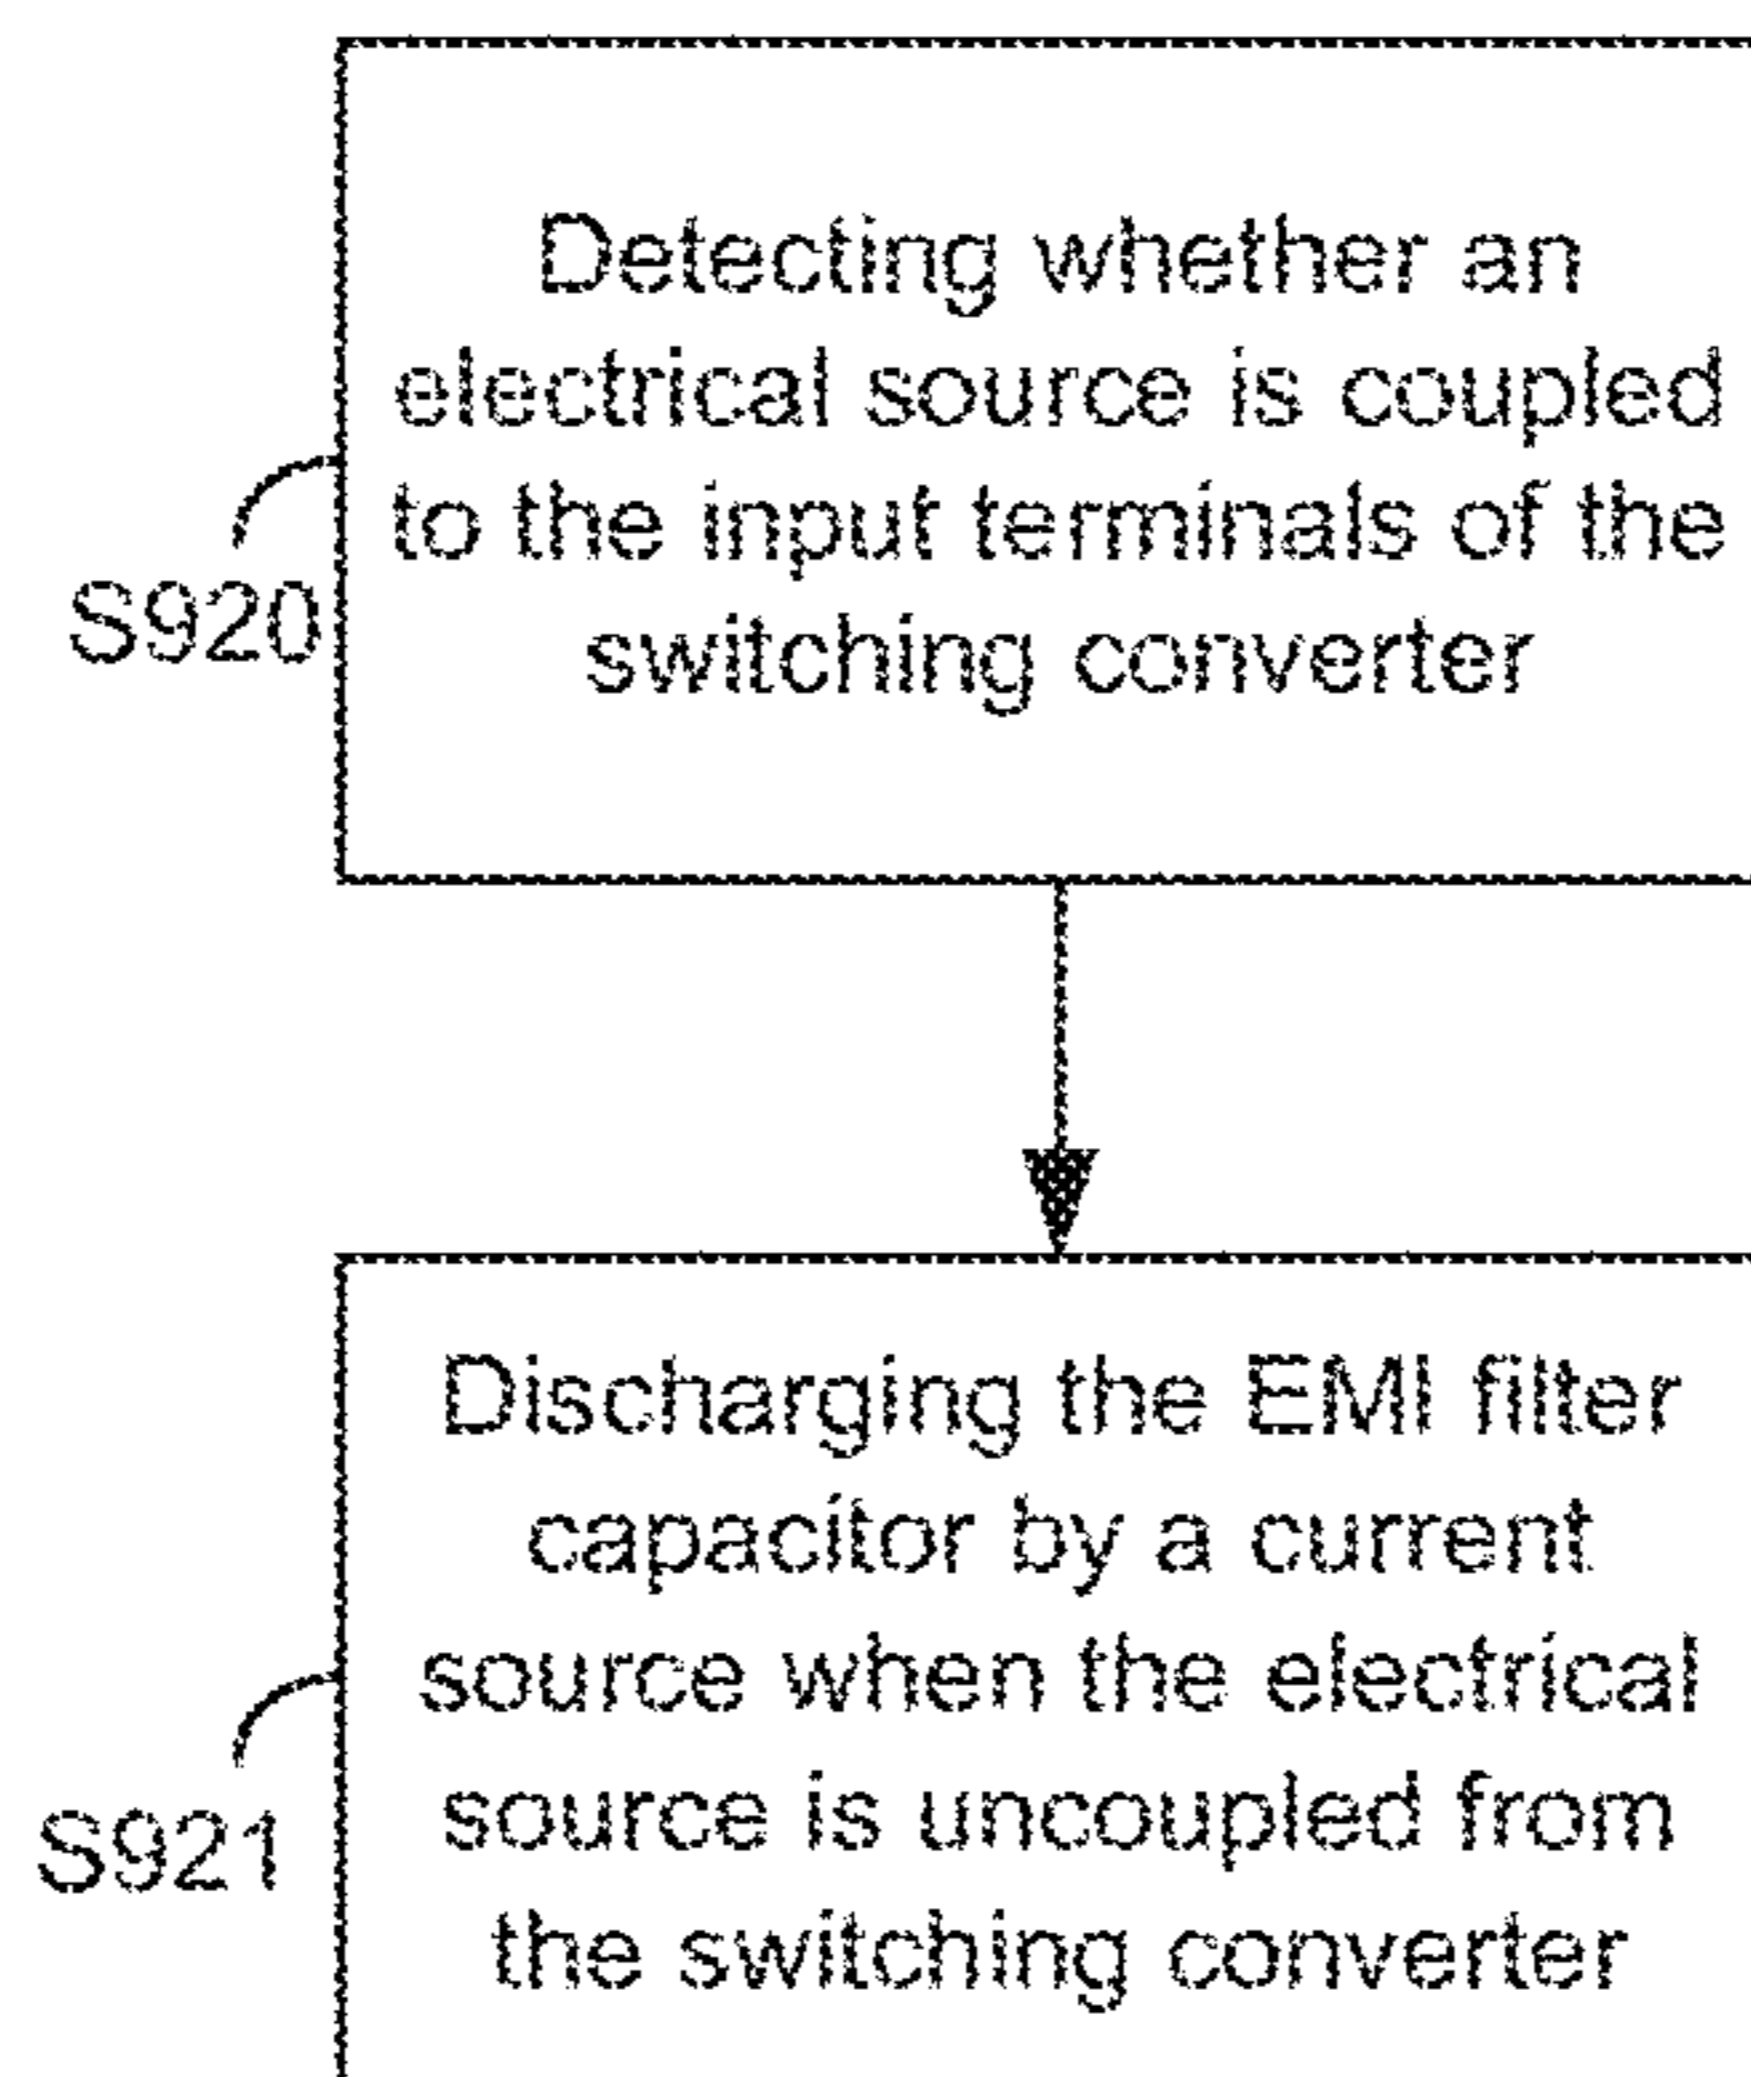 Detecting whether an
electrical source is coupled
to the input terminals of the
switching converter
S920
Discharging the EMI filter
capacitor by a current
source when the electrical
source is uncoupled from
the switching converter
S921